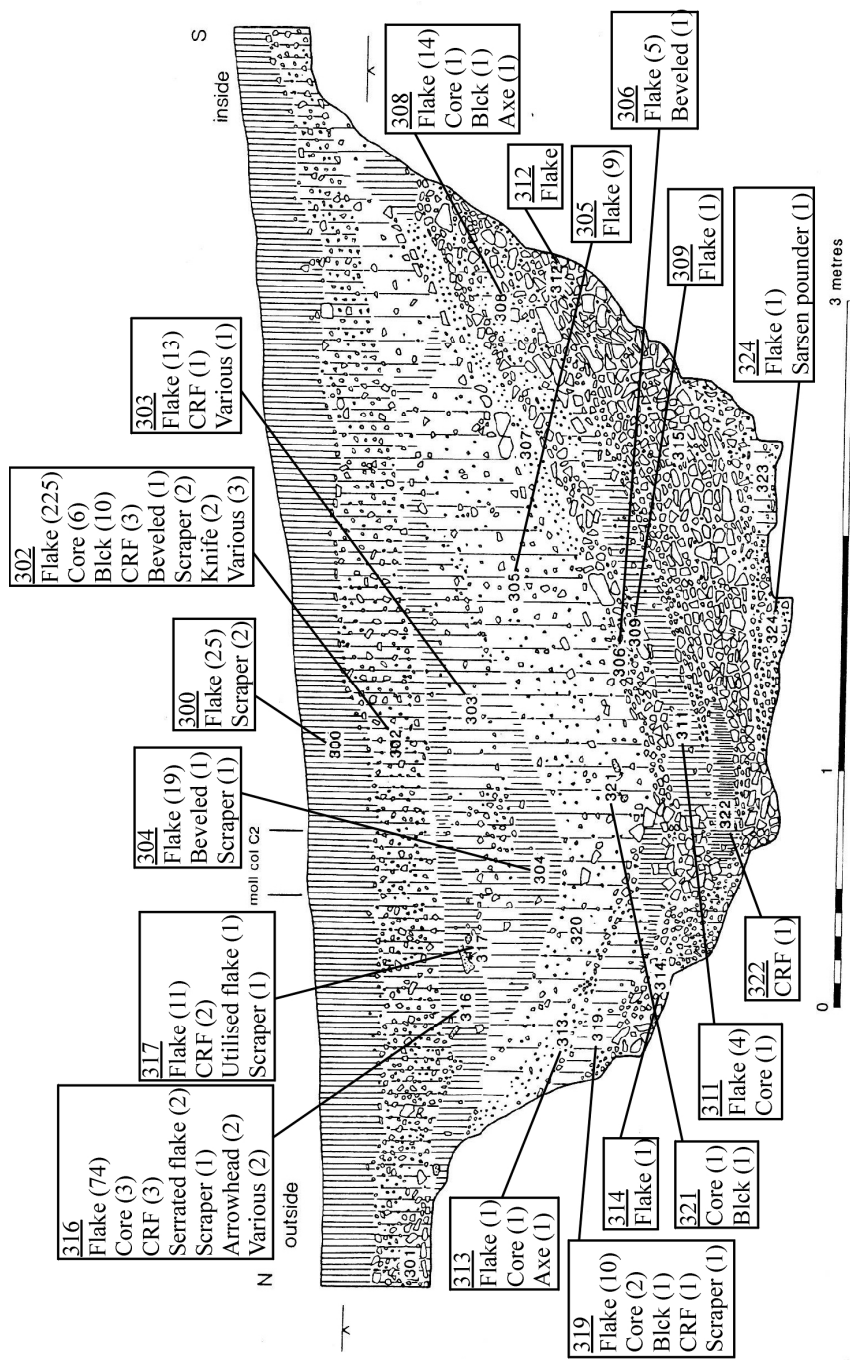 S
inside
N
outside
moll col C2
316
Flake (74)
Core (3)
CRF (3)
Serrated flake (2)
Scraper (1)
Arrowhead (2)
Various (2)
317
Flake (11)
CRF (2)
Utilised flake (1)
Scraper (1)
304
Flake (19)
Beveled (1)
Scraper (1)
300
Flake (25)
Scraper (2)
302
Flake (225)
Core (6)
Blck (10)
CRF (3)
Beveled (1)
Scraper (2)
Knife (2)
Various (3)
303
Flake (13)
CRF (1)
Various (1)
308
Flake (14)
Core (1)
Blck (1)
Axe (1)
312
Flake
305
Flake (9)
306
Flake (5)
Beveled (1)
309
Flake (1)
324
Flake (1)
Sarsen pounder (1)
313
Flake (1)
Core (1)
Axe (1)
319
Flake (10)
Core (2)
Blck (1)
CRF (1)
Scraper (1)
314
Flake (1)
321
Core (1)
Blck (1)
311
Flake (4)
Core (1)
322
CRF (1)
301
316
317
300
302
303
304
320
313
319
314
321
305
307
308
312
306
309
311
322
315
323
324
0
1
3 metres